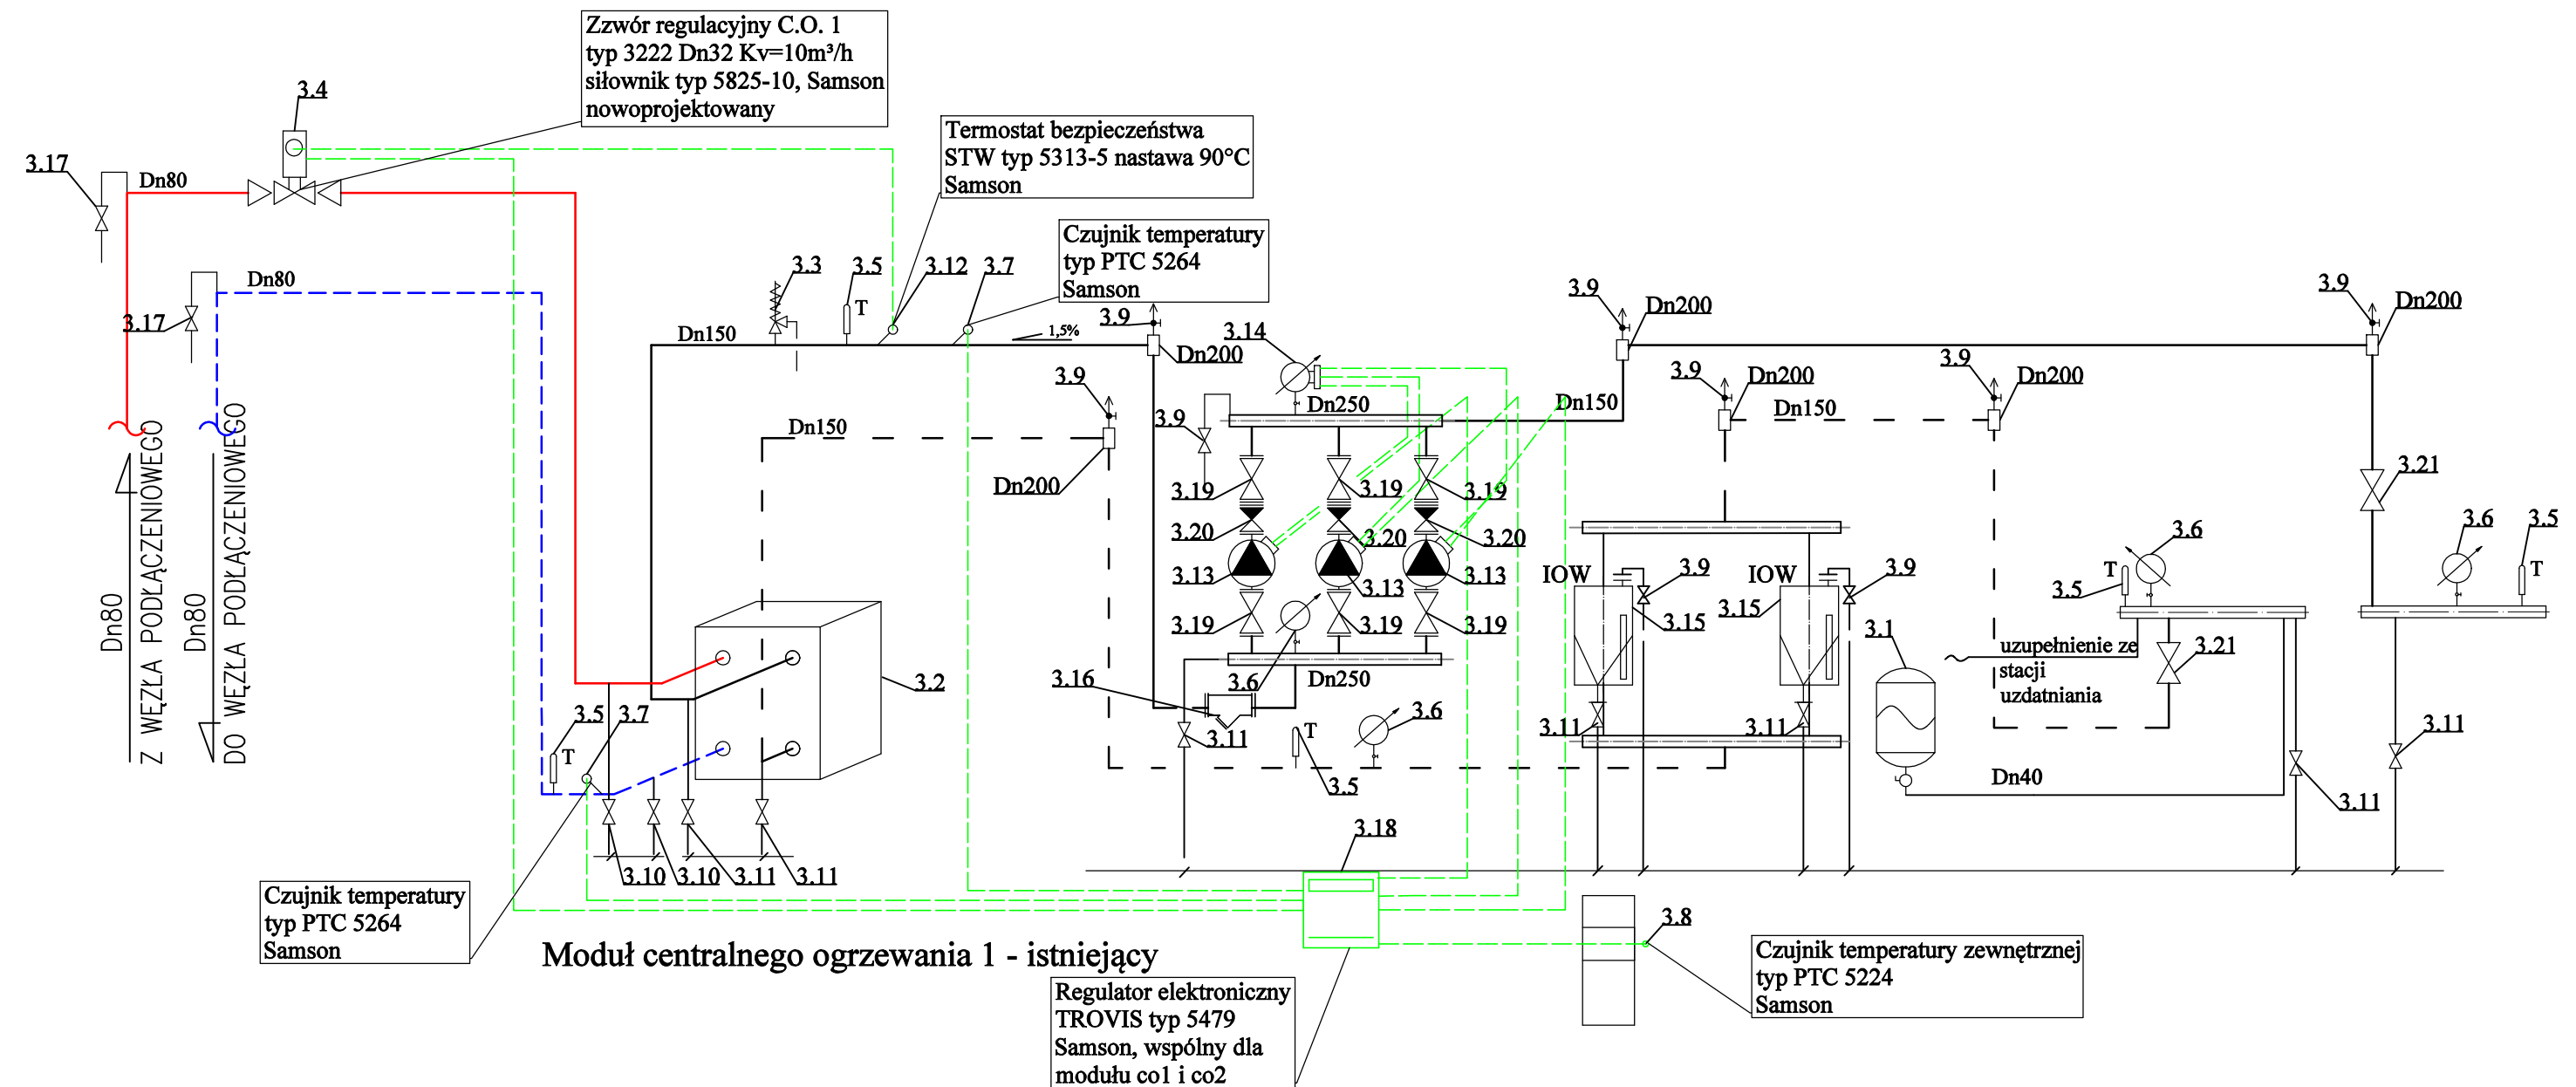 Zzwór regulacyjny C.O. 1
typ 3222 Dn32 Kv=10m³/h
siłownik typ 5825-10, Samson
nowoprojektowany
3.4
Termostat bezpieczeństwa
STW typ 5313-5 nastawa 90°C
Samson
3.17
Dn80
Czujnik temperatury
typ PTC 5264
Samson
3.17
Dn80
3.3
3.5
T
3.12
3.7
Dn150
1,5%
3.9
Dn200
3.14
3.9
Dn200
3.9
Dn200
3.9
Dn200
3.9
Dn200
3.9
Dn200
Dn150
Dn150
Dn150
3.9
Dn250
3.19
3.19
3.19
3.20
3.20
3.20
3.13
3.13
3.13
3.19
3.19
3.19
Dn250
3.21
3.6
3.5
T
3.6
T
3.5
IOW
3.9
3.15
IOW
3.9
3.15
3.1
uzupełnienie ze
stacji
uzdatniania
3.21
Z WĘZŁA PODŁĄCZENIOWEGO
Dn80
DO WĘZŁA PODŁĄCZENIOWEGO
Dn80
3.2
3.16
3.6
3.6
3.11
T
3.5
3.11
3.11
3.11
3.11
Dn40
3.5
T
3.7
3.10
3.10
3.11
3.11
3.18
3.8
Czujnik temperatury
typ PTC 5264
Samson
Moduł centralnego ogrzewania 1 - istniejący
Regulator elektroniczny
TROVIS typ 5479
Samson, wspólny dla
modułu co1 i co2
Czujnik temperatury zewnętrznej
typ PTC 5224
Samson